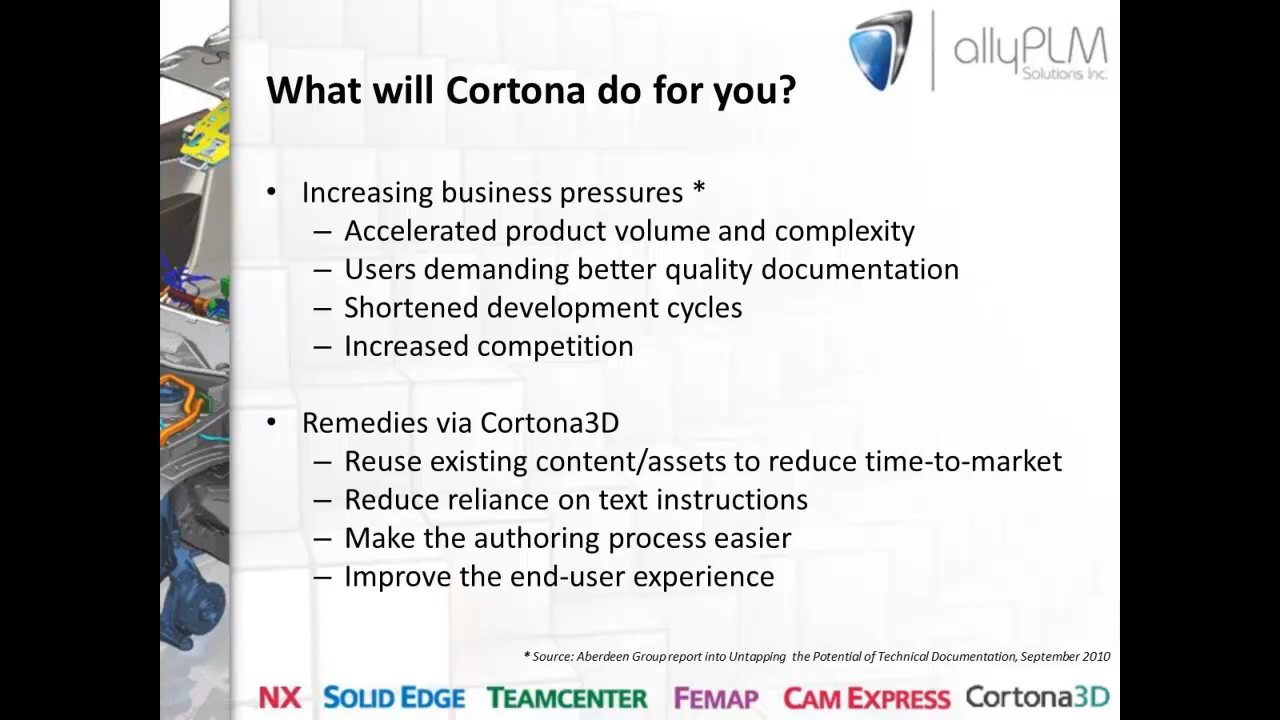 allyPLM
Solutions Inc.
What will Cortona do for you?
• Increasing business pressures *
– Accelerated product volume and complexity
– Users demanding better quality documentation
– Shortened development cycles
– Increased competition
• Remedies via Cortona3D
– Reuse existing content/assets to reduce time-to-market
– Reduce reliance on text instructions
– Make the authoring process easier
– Improve the end-user experience
* Source: Aberdeen Group report into Untapping the Potential of Technical Documentation, September 2010
NX SOLID EDGE TEAMCENTER FEMAP CAM EXPRESS Cortona3D